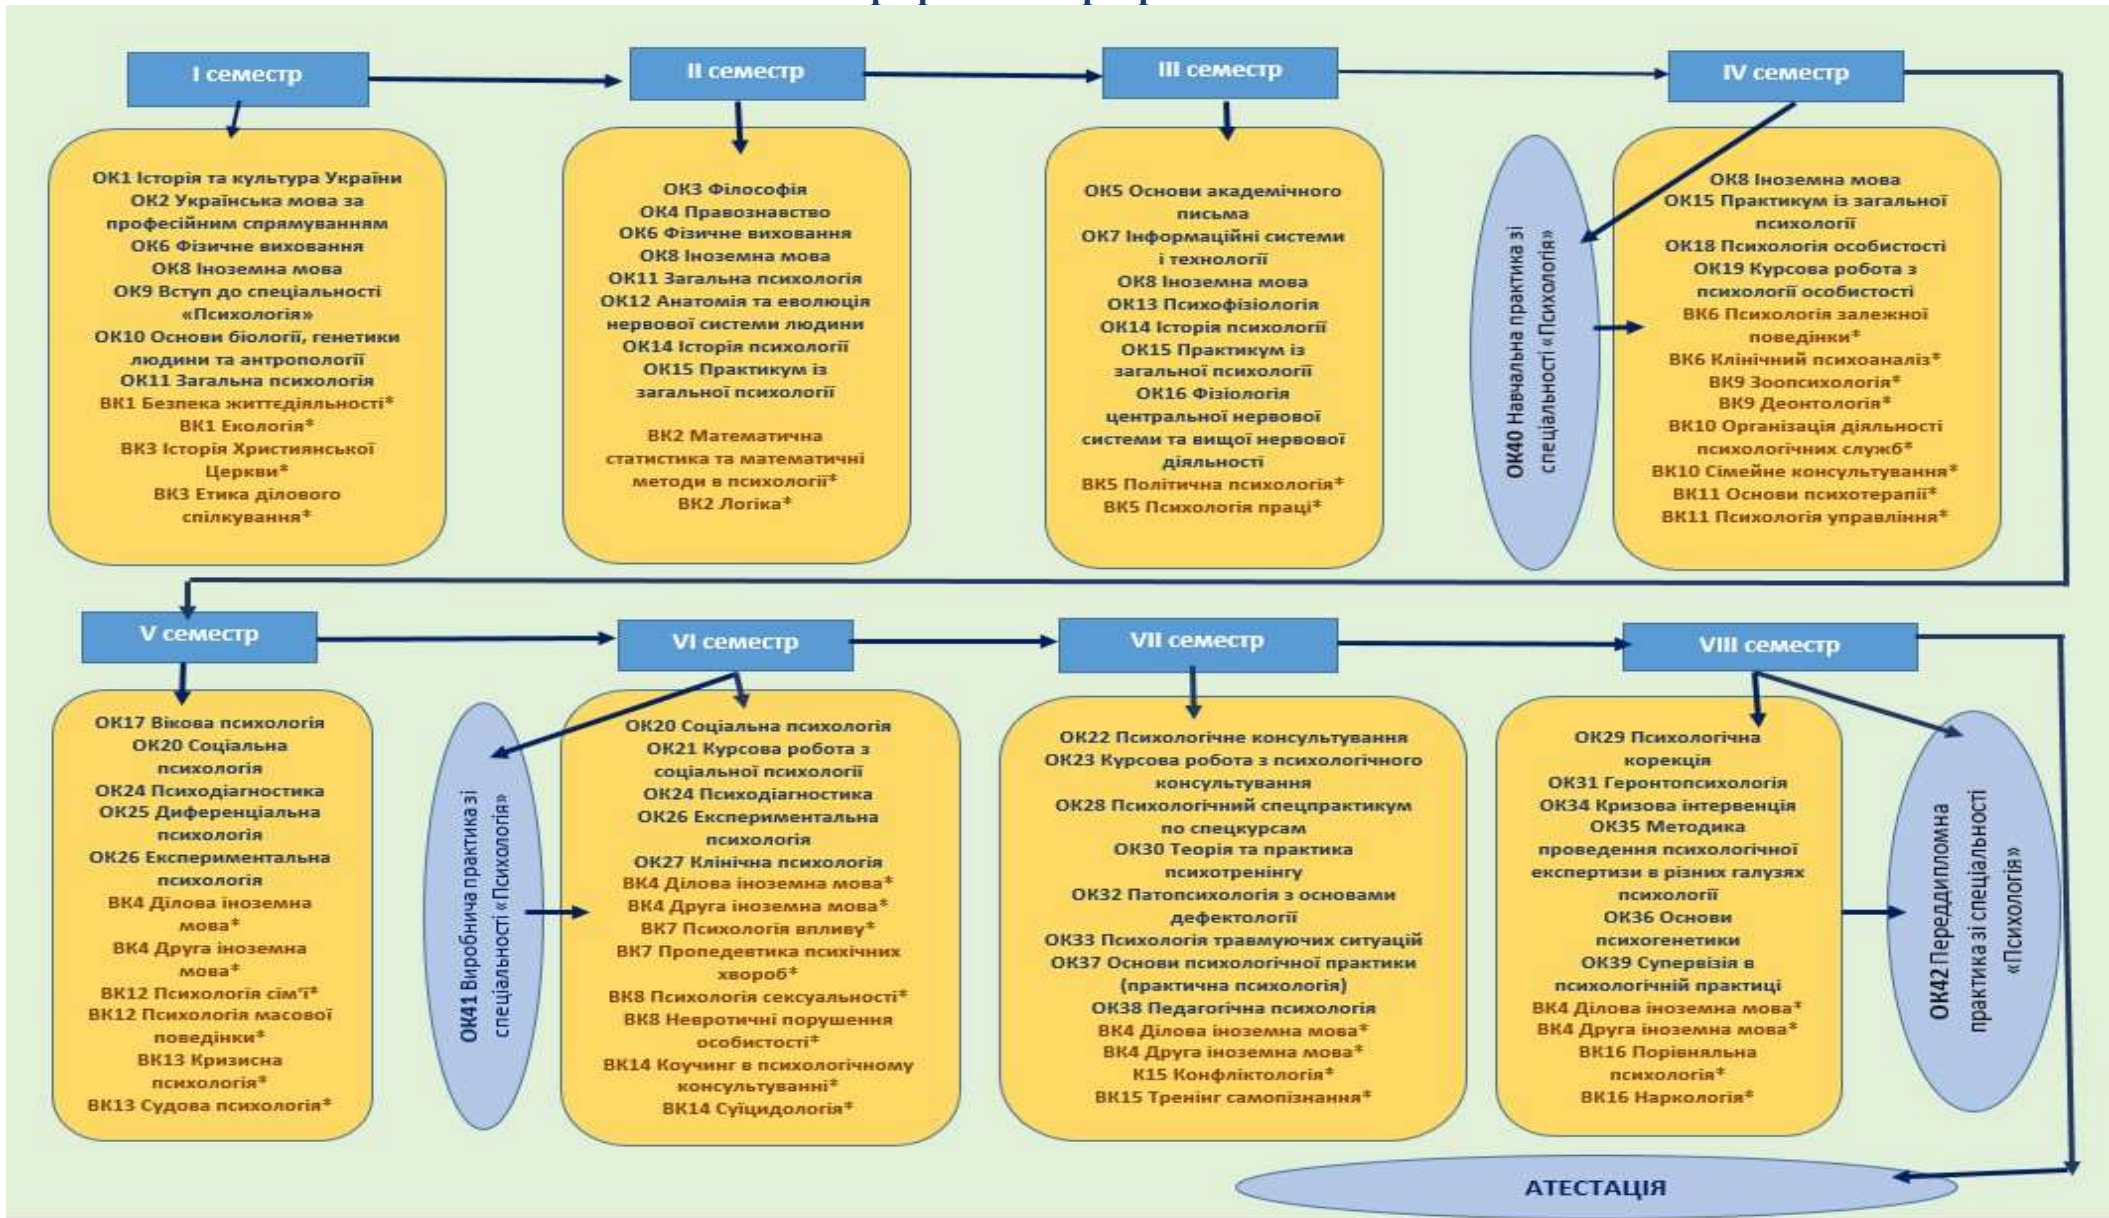 I семестр
II семестр
III семестр
IV семестр
ОК1 Історія та культура України
ОК2 Українська мова за
професійним спрямуванням
ОК6 Фізичне виховання
ОК8 Іноземна мова
ОК9 Вступ до спеціальності
«Психологія»
ОК10 Основи біології, генетики
людини та антропології
ОК11 Загальна психологія
ВК1 Безпека життєдіяльності*
ВК1 Екологія*
ВК3 Історія Християнської
Церкви*
ВК3 Етика ділового
спілкування*
ОК3 Філософія
ОК4 Правознавство
ОК6 Фізичне виховання
ОК8 Іноземна мова
ОК11 Загальна психологія
ОК12 Анатомія та еволюція
нервової системи людини
ОК14 Історія психології
ОК15 Практикум із
загальної психології
ВК2 Математична
статистика та математичні
методи в психології*
ВК2 Логіка*
ОК5 Основи академічного
письма
ОК7 Інформаційні системи
і технології
ОК8 Іноземна мова
ОК13 Психофізіологія
ОК14 Історія психології
ОК15 Практикум із
загальної психології
ОК16 Фізіологія
центральної нервової
системи та вищої нервової
діяльності
ВК5 Політична психологія*
ВК5 Психологія праці*
ОК40 Навчальна практика зі
спеціальності «Психологія»
ОК8 Іноземна мова
ОК15 Практикум із загальної
психології
ОК18 Психологія особистості
ОК19 Курсова робота з
психології особистості
ВК6 Психологія залежної
поведінки*
ВК6 Клінічний психоаналіз*
ВК9 Зоопсихологія*
ВК9 Деонтологія*
ВК10 Організація діяльності
психологічних служб*
ВК10 Сімейне консультування*
ВК11 Основи психотерапії*
ВК11 Психологія управління*
V семестр
VI семестр
VII семестр
VIII семестр
ОК17 Вікова психологія
ОК20 Соціальна
психологія
ОК24 Психодіагностика
ОК25 Диференціальна
психологія
ОК26 Експериментальна
психологія
ВК4 Ділова іноземна
мова*
ВК4 Друга іноземна
мова*
ВК12 Психологія сім'ї*
ВК12 Психологія масової
поведінки*
ВК13 Кризисна
психологія*
ВК13 Судова психологія*
ОК41 Виробнича практика зі
спеціальності «Психологія»
ОК20 Соціальна психологія
ОК21 Курсова робота з
соціальної психології
ОК24 Психодіагностика
ОК26 Експериментальна
психологія
ОК27 Клінічна психологія
ВК4 Ділова іноземна мова*
ВК4 Друга іноземна мова*
ВК7 Психологія впливу*
ВК7 Пропедевтика психічних
хвороб*
ВК8 Психологія сексуальності*
ВК8 Невротичні порушення
особистості*
ВК14 Коучинг в психологічному
консультуванні*
ВК14 Суїцидологія*
ОК22 Психологічне консультування
ОК23 Курсова робота з психологічного
консультування
ОК28 Психологічний спецпрактикум
по спецкурсам
ОК30 Теорія та практика
психотренінгу
ОК32 Патопсихологія з основами
дефектології
ОК33 Психологія травмуючих ситуацій
ОК37 Основи психологічної практики
(практична психологія)
ОК38 Педагогічна психологія
ВК4 Ділова іноземна мова*
ВК4 Друга іноземна мова*
К15 Конфліктологія*
ВК15 Тренінг самопізнання*
ОК29 Психологічна
корекція
ОК31 Геронтопсихологія
ОК34 Кризова інтервенція
ОК35 Методика
проведення психологічної
експертизи в різних галузях
психології
ОК36 Основи
психогенетики
ОК39 Супервізія в
психологічній практиці
ВК4 Ділова іноземна мова*
ВК4 Друга іноземна мова*
ВК16 Порівняльна
психологія*
ВК16 Наркологія*
ОК42 Переддипломна
практика зі спеціальності
«Психологія»
АТЕСТАЦІЯ